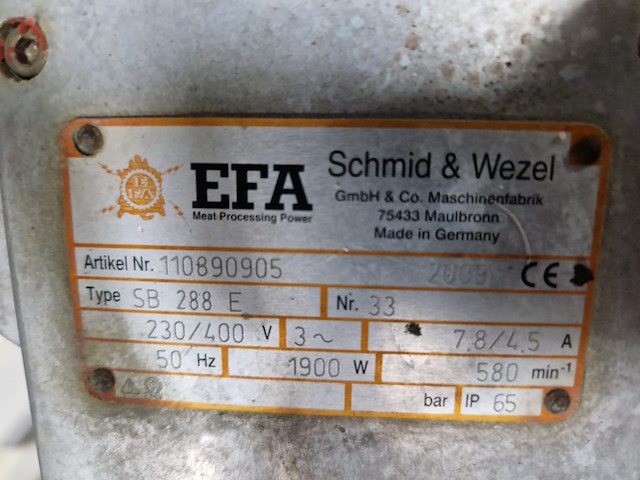 EFA
Meat Processing Power
Schmid & Wezel
GmbH & Co. Maschinenfabrik
75433 Maulbronn
Made in Germany
Artikel Nr. 110890905 2009 CE
Type SB 288 E Nr. 33
230/400 V 3~ 7.8/4.5 A
50 Hz 1900 W 580 min-1
bar IP 65